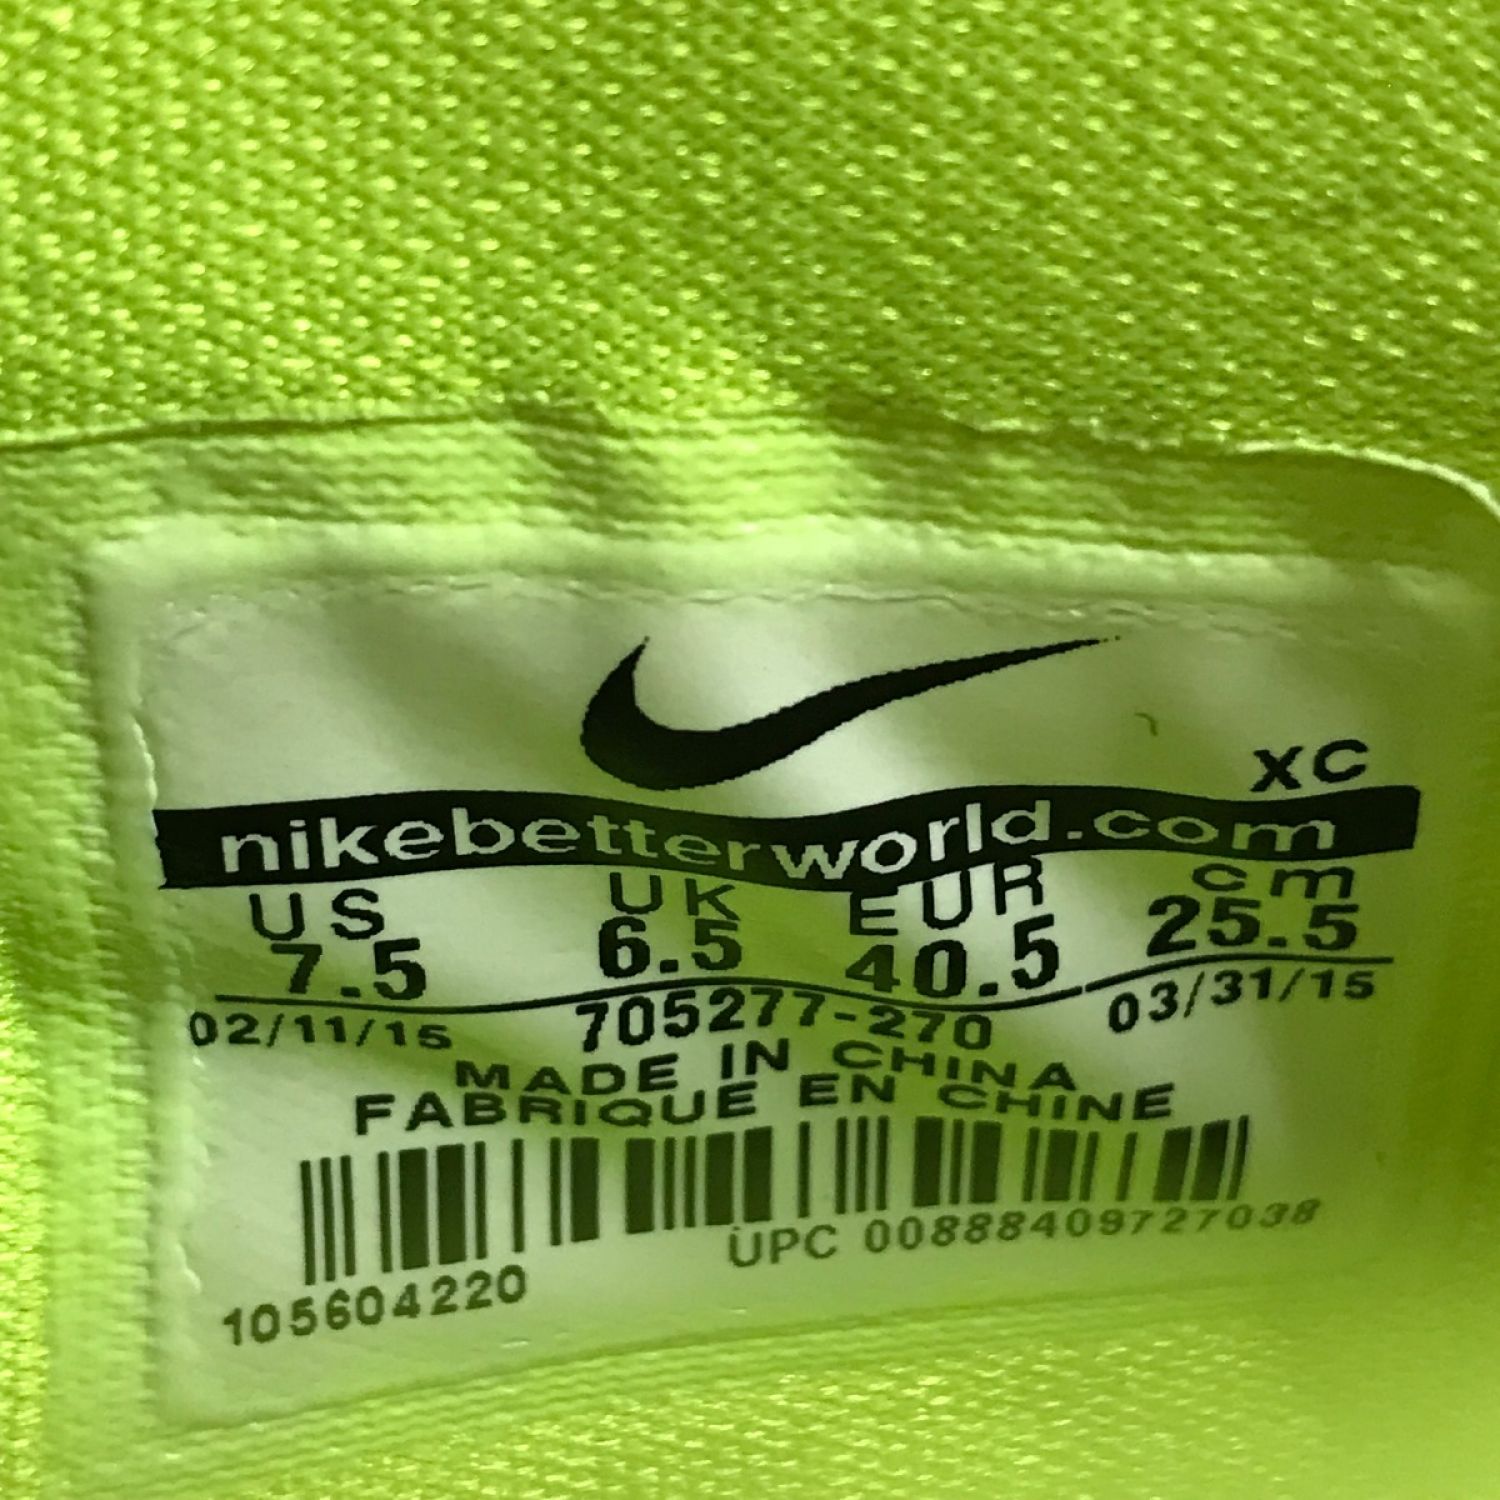 XC
nikebetterworld.com
US UK EUR cm
7.5 6.5 40.5 25.5
02/11/15 705277-270 03/31/15
MADE IN CHINA
FABRIQUE EN CHINE
UPC 00888409727038
105604220